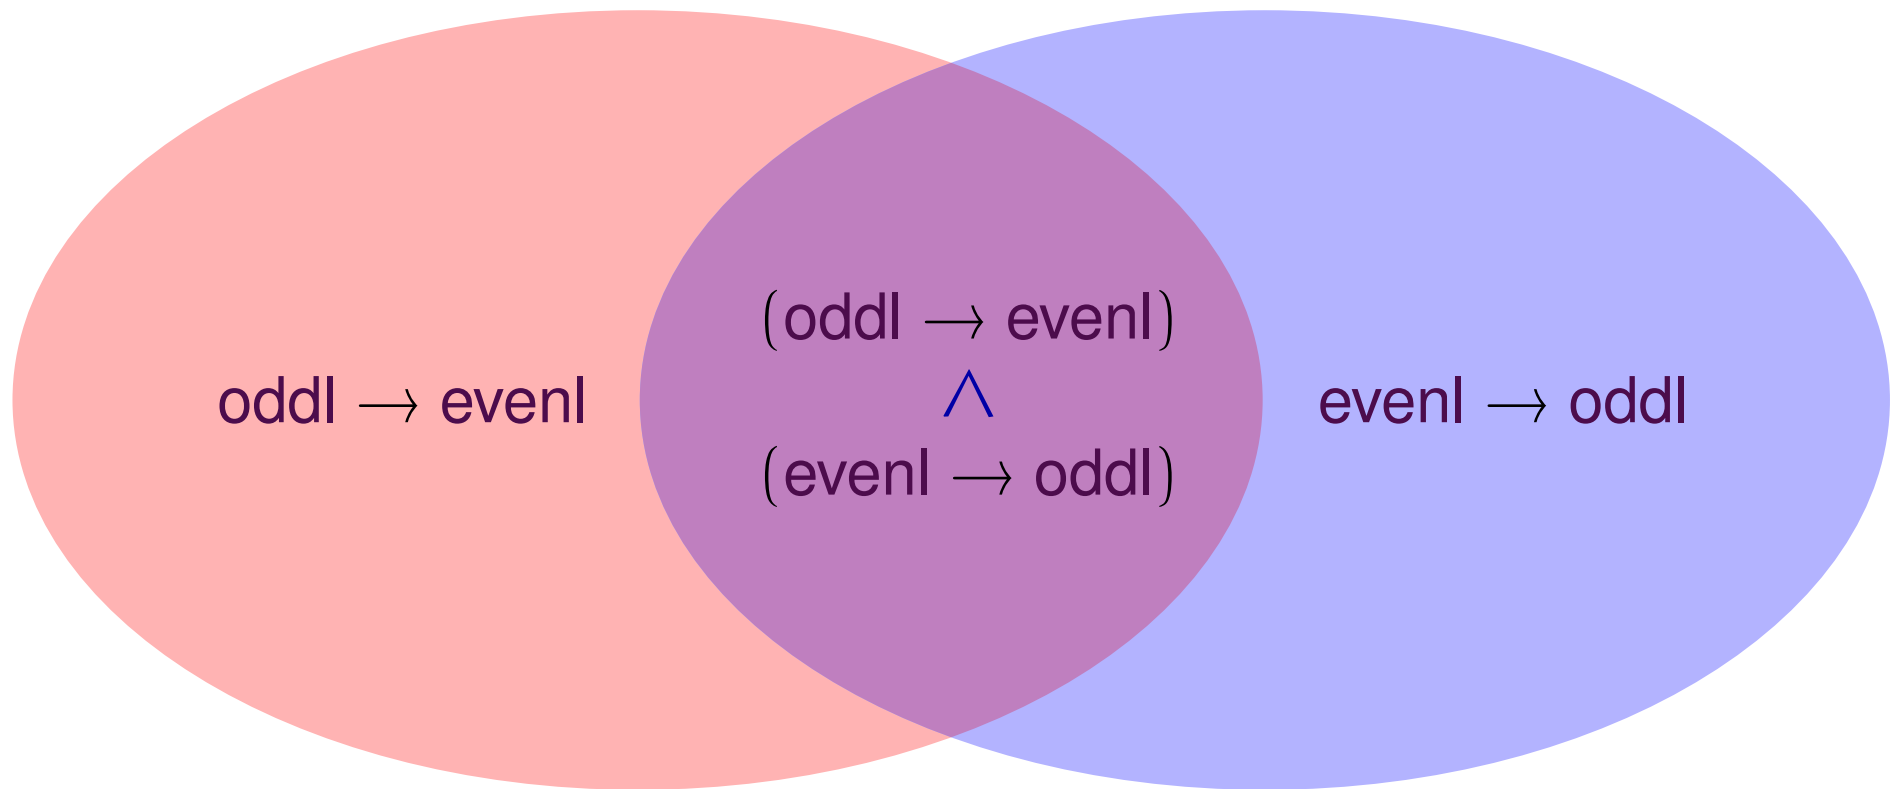 oddl → evenl
(oddl → evenl)
∧
(evenl → oddl)
evenl → oddl